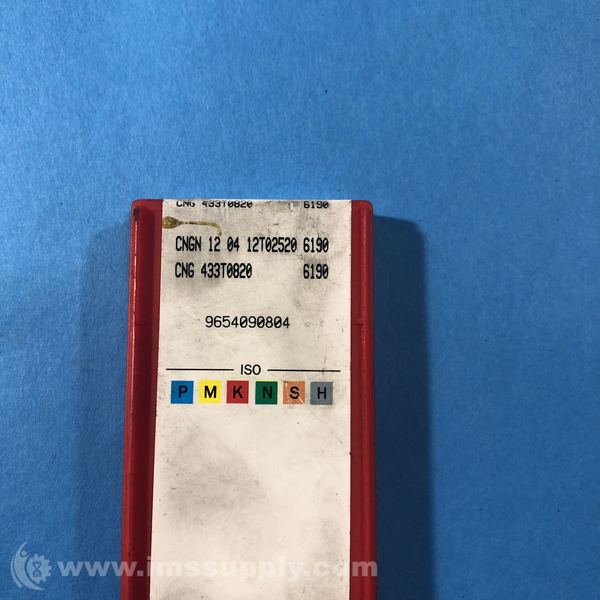 CNG 433T0820 6190
CNGN 12 04 12T02520 6190
CNG 433T0820 6190
9654090804
ISO
P M K N S H
www.imssupply.com